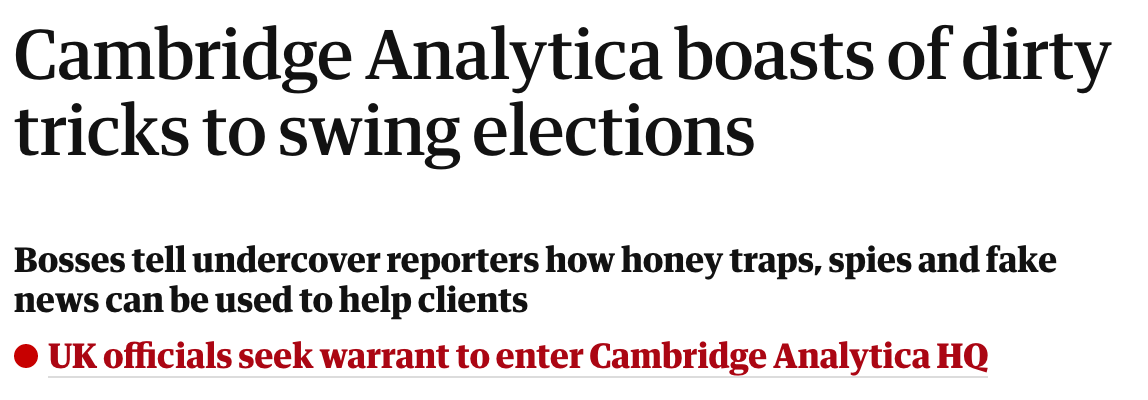 Cambridge Analytica boasts of dirty
tricks to swing elections
Bosses tell undercover reporters how honey traps, spies and fake
news can be used to help clients
UK officials seek warrant to enter Cambridge Analytica HQ